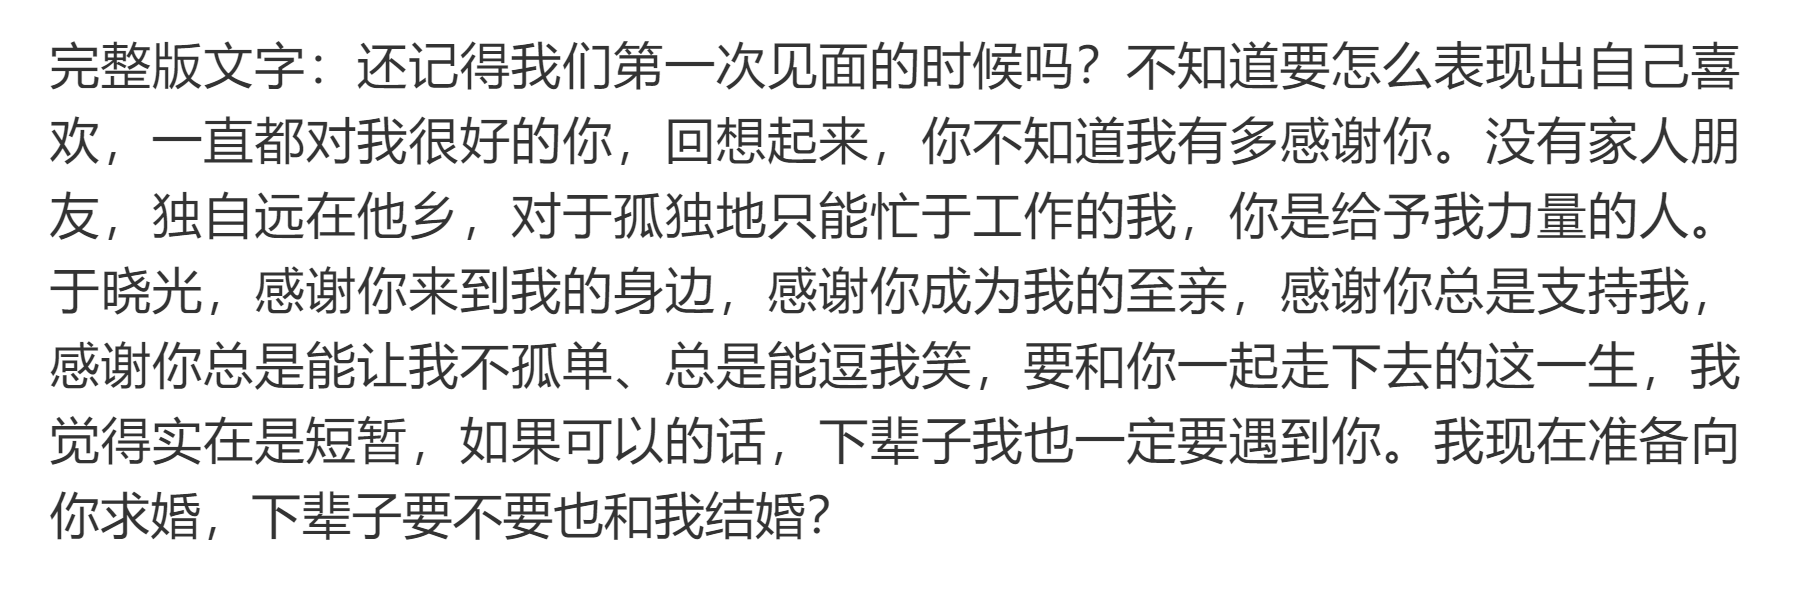 完整版文字：还记得我们第一次见面的时候吗？不知道要怎么表现出自己喜
欢，一直都对我很好的你，回想起来，你不知道我有多感谢你。没有家人朋
友，独自远在他乡，对于孤独地只能忙于工作的我，你是给予我力量的人。
于晓光，感谢你来到我的身边，感谢你成为我的至亲，感谢你总是支持我，
感谢你总是能让我不孤单、总是能逗我笑，要和你一起走下去的这一生，我
觉得实在是短暂，如果可以的话，下辈子我也一定要遇到你。我现在准备向
你求婚，下辈子要不要也和我结婚？